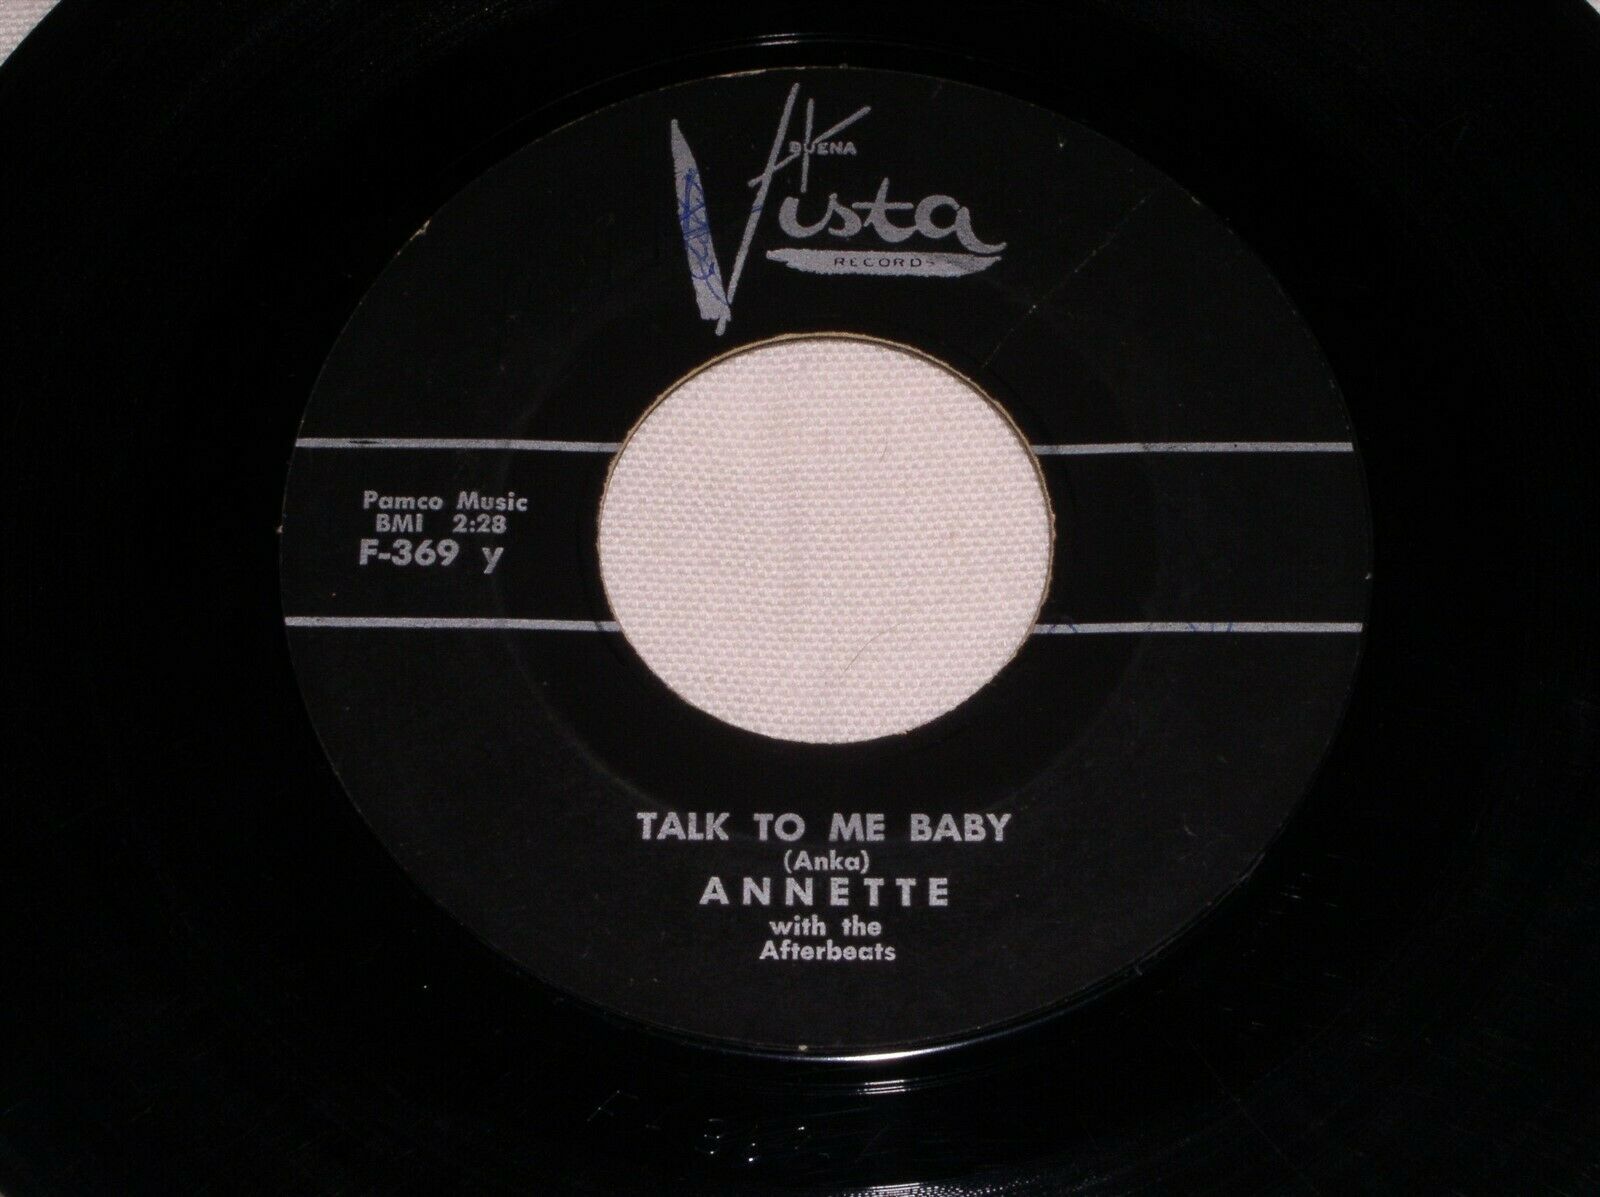 BUENA
Vista
RECORDS
Pamco Music
BMI 2:28
F-369 y
TALK TO ME BABY
(Anka)
ANNETTE
with the
Afterbeats